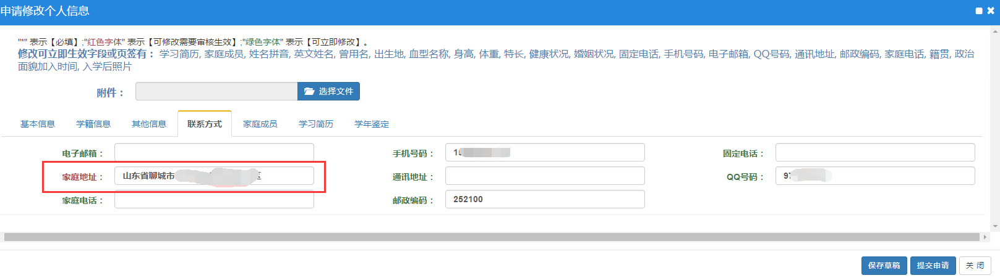 申请修改个人信息
"*" 表示【必填】;"红色字体" 表示【可修改需要审核生效】;"绿色字体" 表示【可立即修改】。
修改可立即生效字段或页签有： 学习简历, 家庭成员, 姓名拼音, 英文姓名, 曾用名, 出生地, 血型名称, 身高, 体重, 特长, 健康状况, 婚姻状况, 固定电话, 手机号码, 电子邮箱, QQ号码, 通讯地址, 邮政编码, 家庭电话, 籍贯, 政治
面貌加入时间, 入学后照片
附件： 选择文件
基本信息 学籍信息 其他信息 联系方式 家庭成员 学习简历 学年鉴定
电子邮箱： 手机号码： 15 固定电话：
家庭地址： 山东省聊城市 区 通讯地址： QQ号码： 97
家庭电话： 邮政编码： 252100
保存草稿 提交申请 关 闭